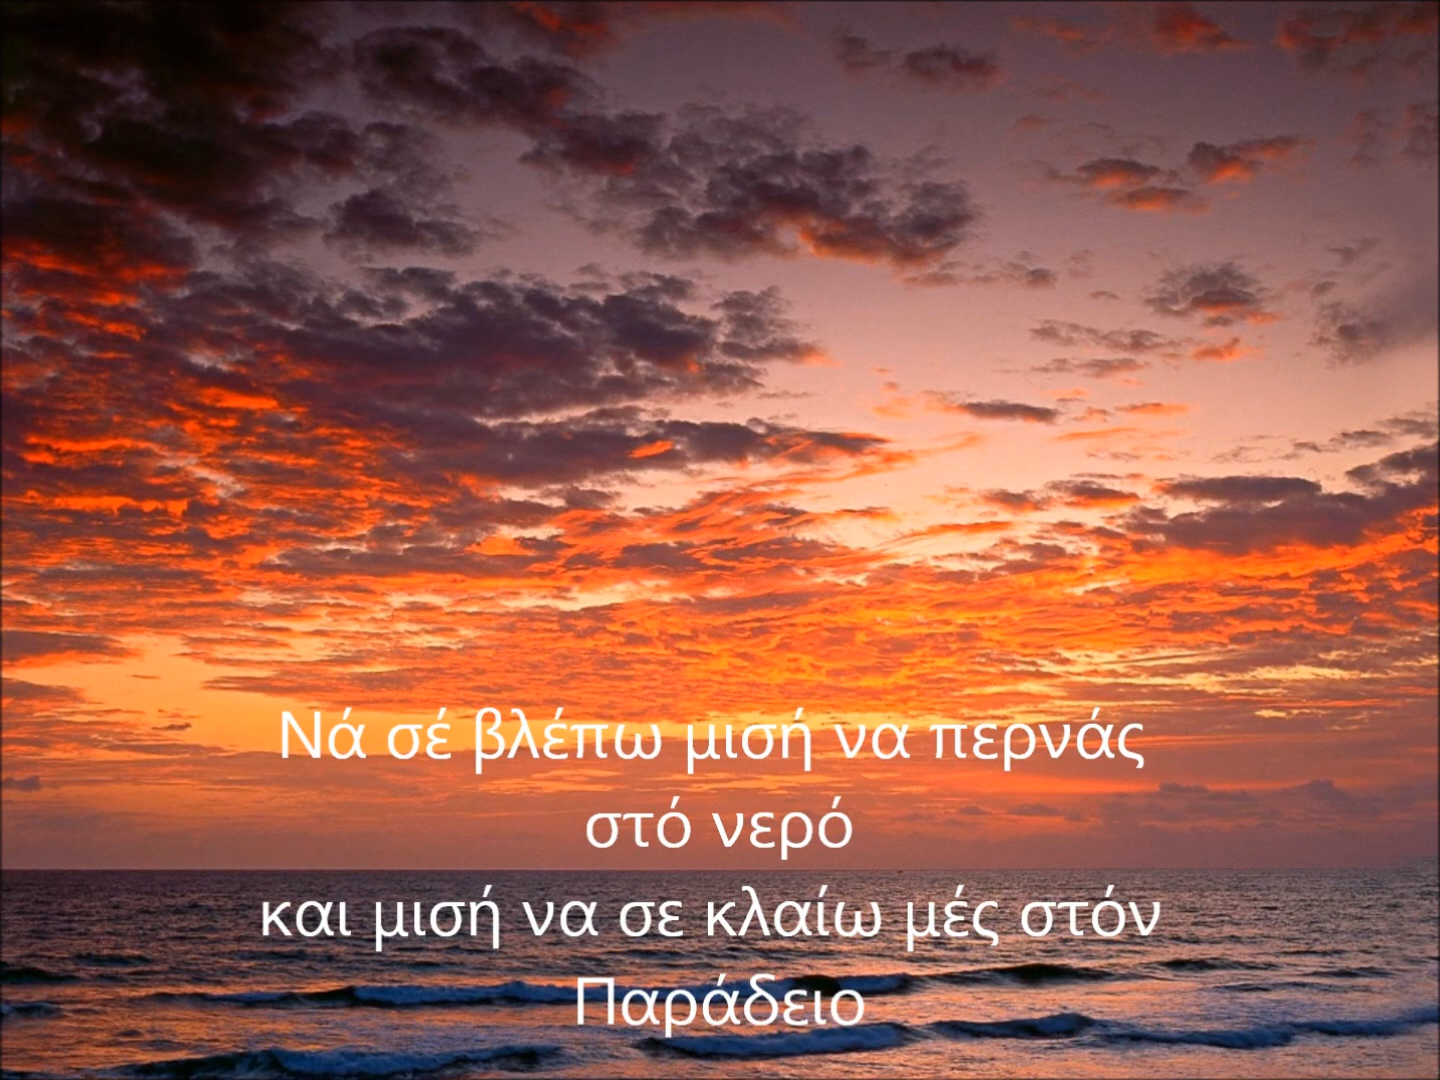 Νά σέ βλέπω μισή να περνάς
στό νερό
και μισή να σε κλαίω μές στόν
Παράδειο